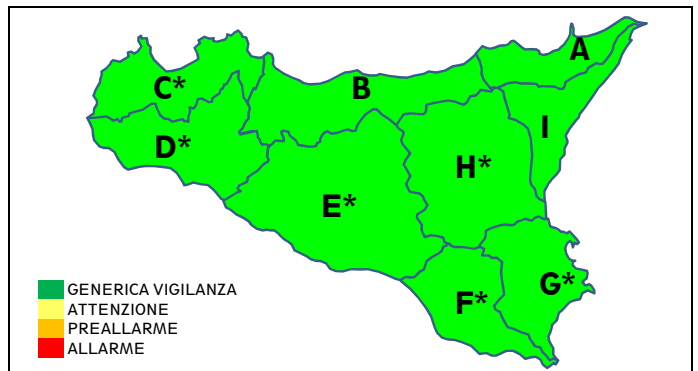 A
C*
B
I
D*
H*
E*
G*
F*
GENERICA VIGILANZA
ATTENZIONE
PREALLARME
ALLARME